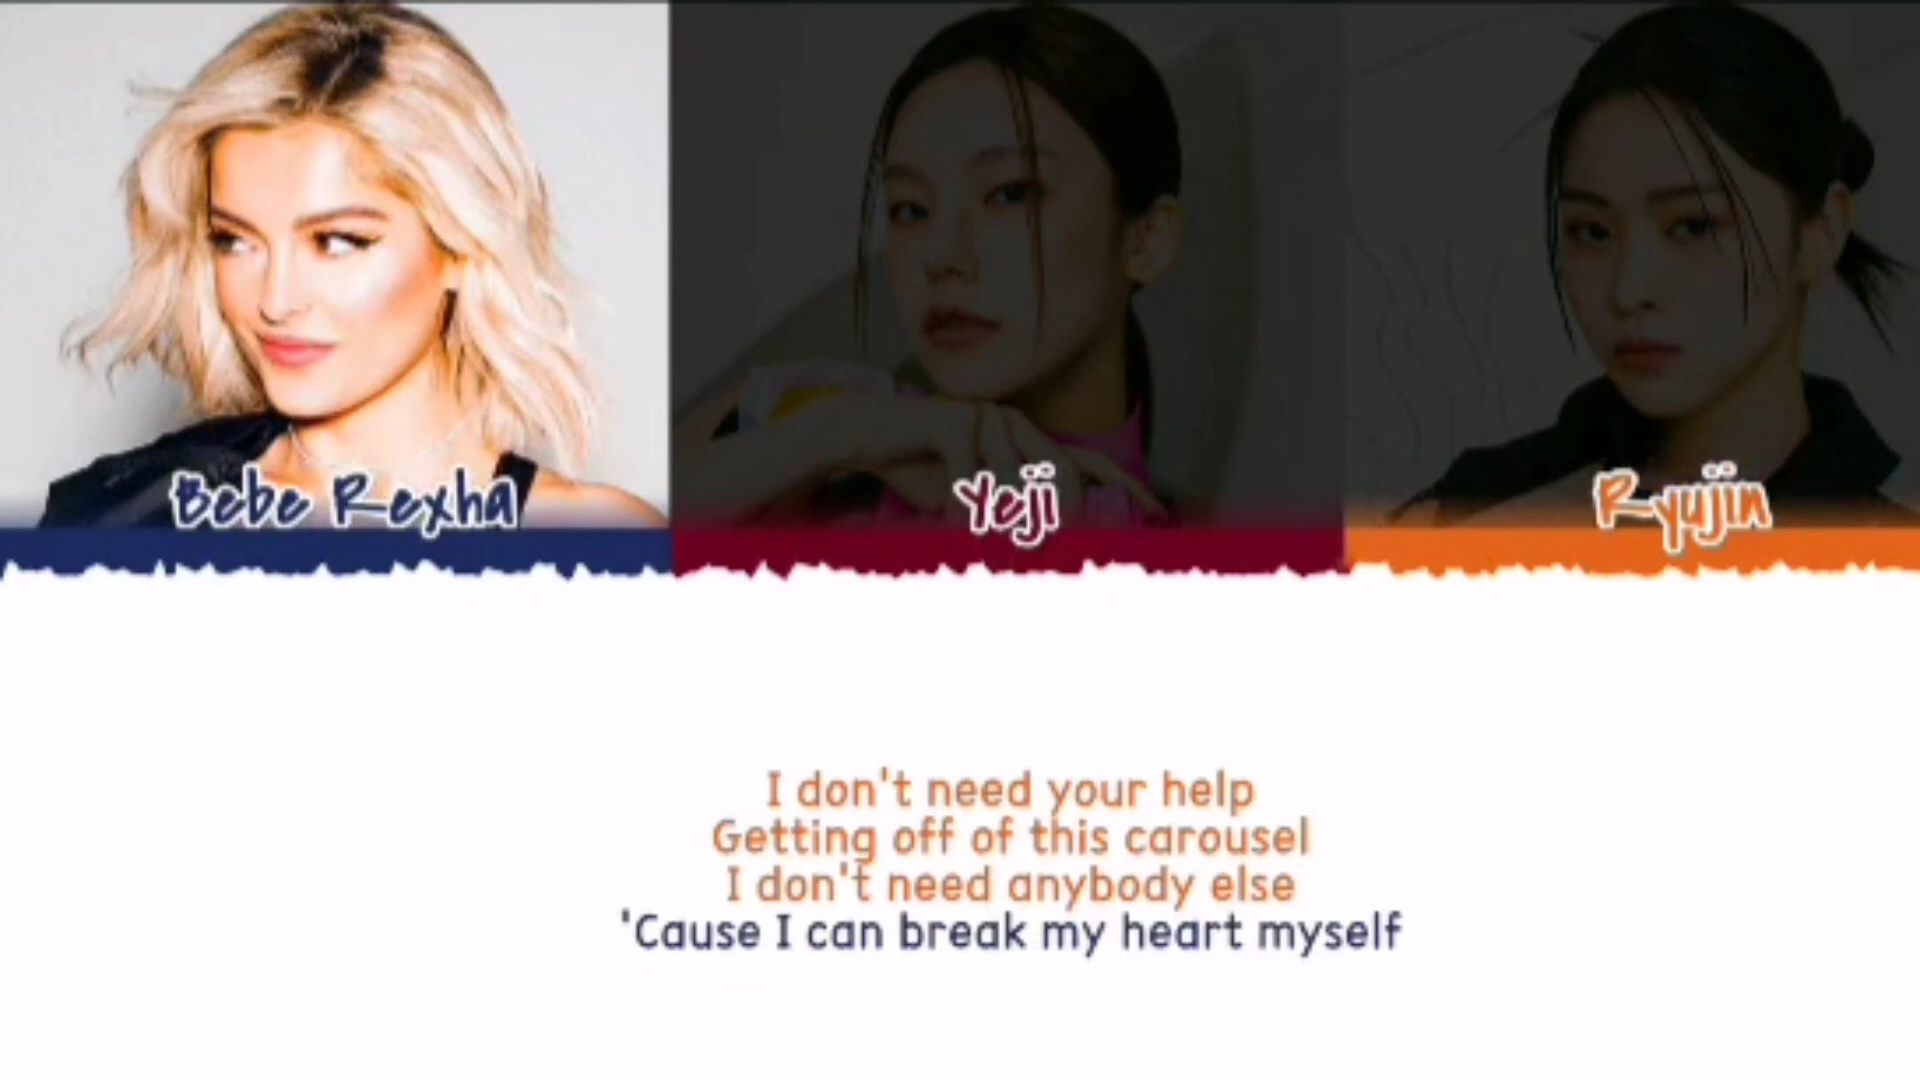 Bebe Rexha
Yeji
Ryujin
I don't need your help
Getting off of this carousel
I don't need anybody else
'Cause I can break my heart myself